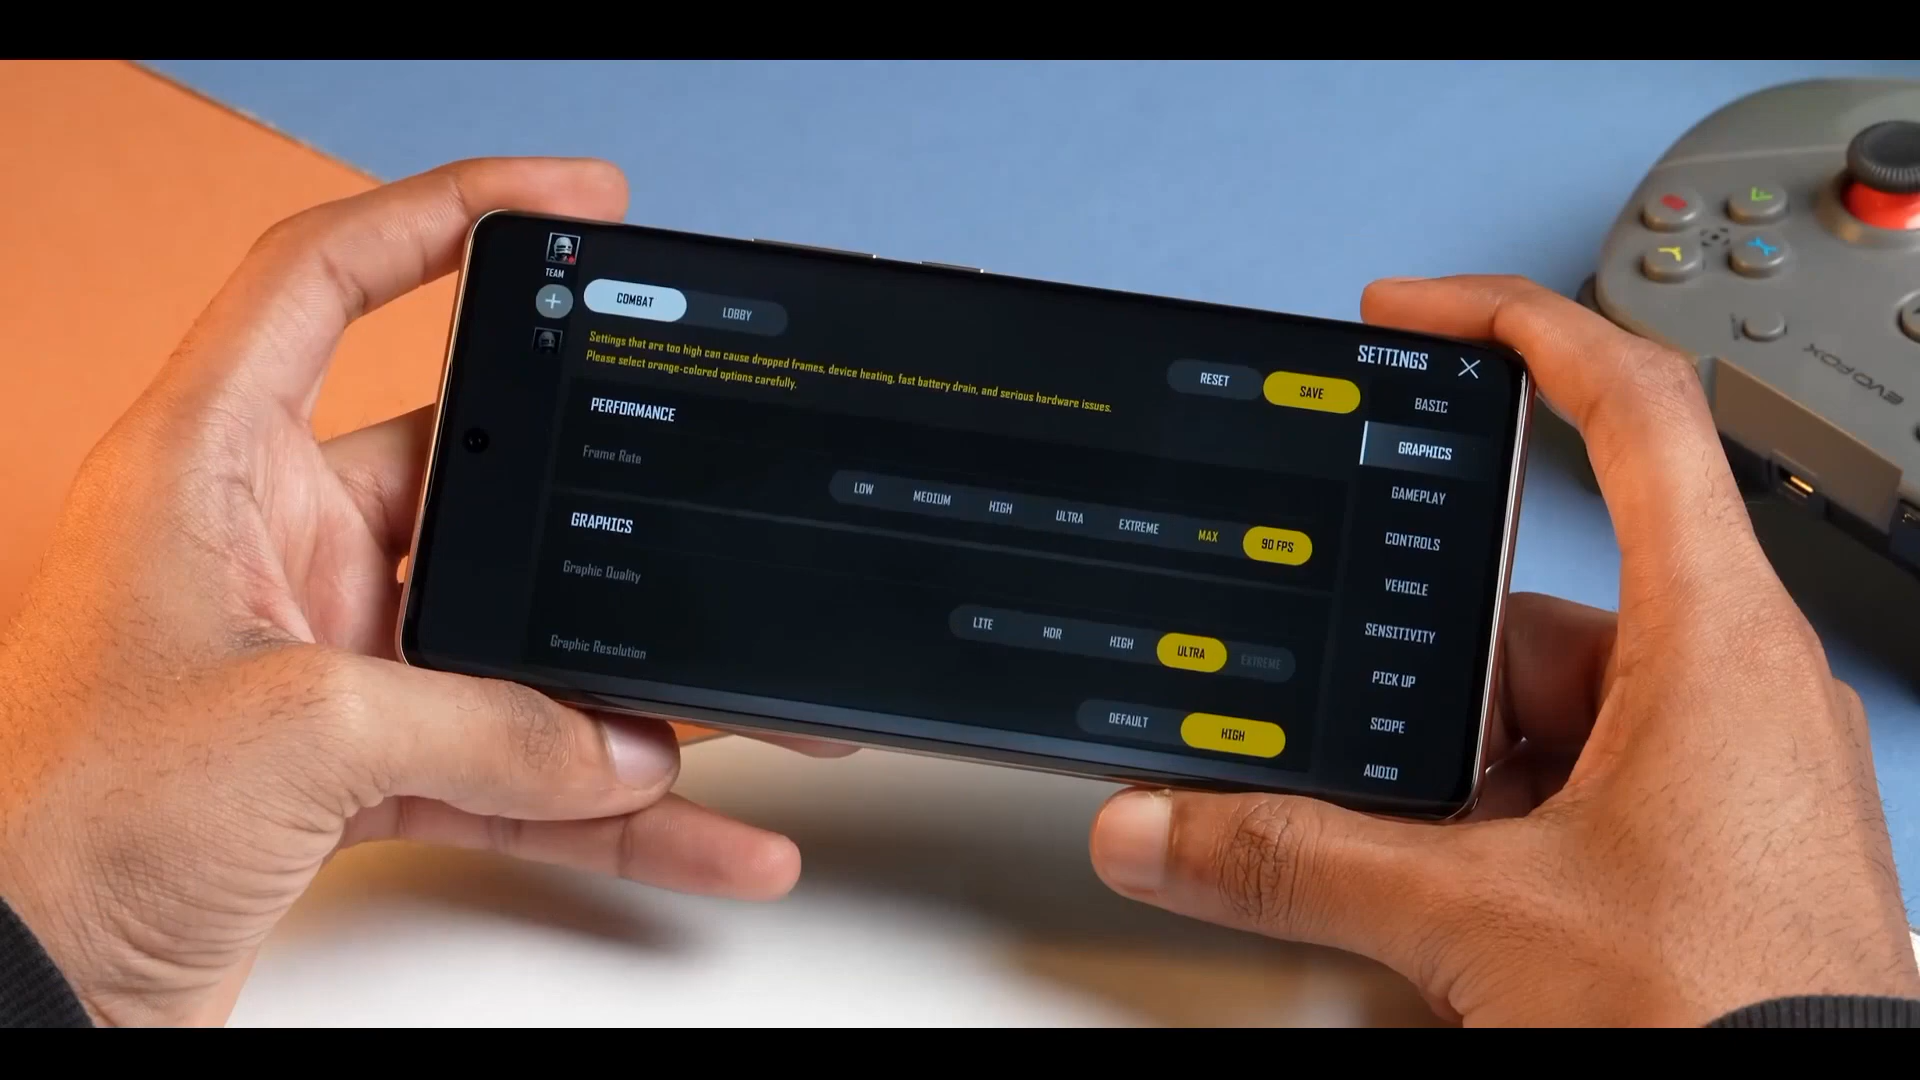 TEAM
COMBAT
LOBBY
Settings that are too high can cause dropped frames, device heating, fast battery drain, and serious hardware issues.
Please select orange-colored options carefully.
RESET
SAVE
SETTINGS
PERFORMANCE
Frame Rate
LOW MEDIUM HIGH ULTRA EXTREME MAX 90 FPS
GRAPHICS
Graphic Quality
LITE HDR HIGH ULTRA EXTREME
Graphic Resolution
DEFAULT HIGH
BASIC
GRAPHICS
GAMEPLAY
CONTROLS
VEHICLE
SENSITIVITY
PICK UP
SCOPE
AUDIO
Y
X
A
EVOFOX